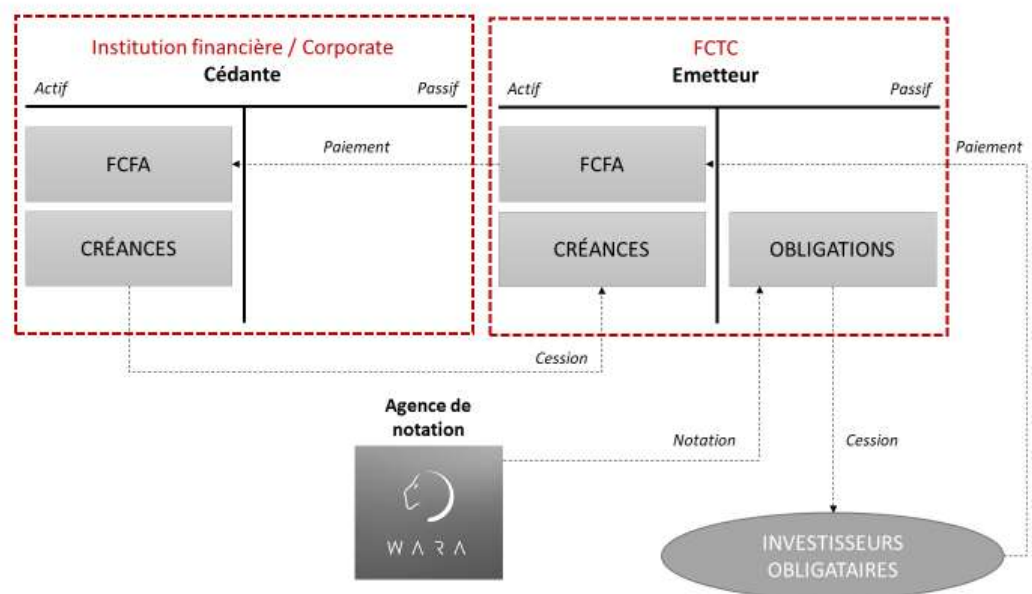 Institution financière / Corporate
Cédante
Actif
Passif
FCFA
CRÉANCES
FCTC
Emetteur
Actif
Passif
FCFA
CRÉANCES
OBLIGATIONS
Paiement
Paiement
Cession
Agence de
notation
WARA
Notation
Cession
INVESTISSEURS
OBLIGATAIRES